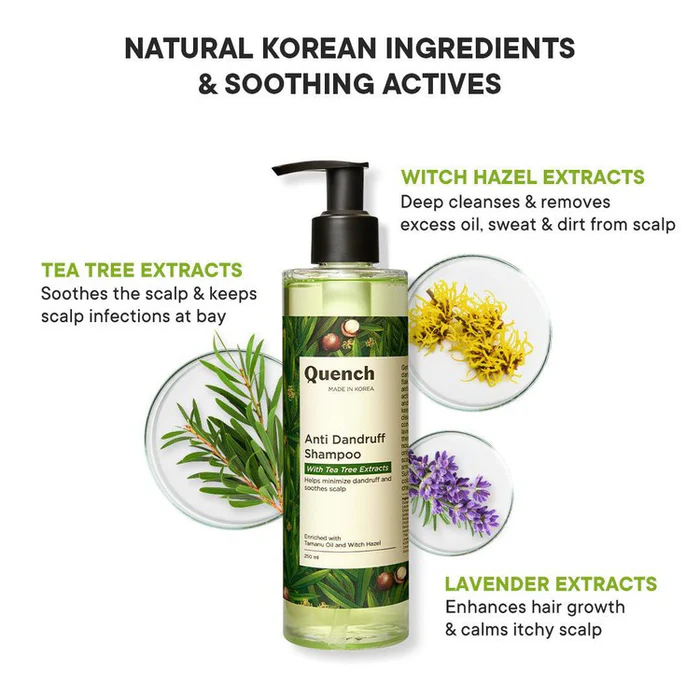 NATURAL KOREAN INGREDIENTS
& SOOTHING ACTIVES
WITCH HAZEL EXTRACTS
Deep cleanses & removes
excess oil, sweat & dirt from scalp
TEA TREE EXTRACTS
Soothes the scalp & keeps
scalp infections at bay
Quench
MADE IN KOREA
Anti Dandruff
Shampoo
With Tea Tree Extracts
Helps minimize dandruff and
soothes scalp
Enriched with
Tamanu Oil and Witch Hazel
250 ml
LAVENDER EXTRACTS
Enhances hair growth
& calms itchy scalp